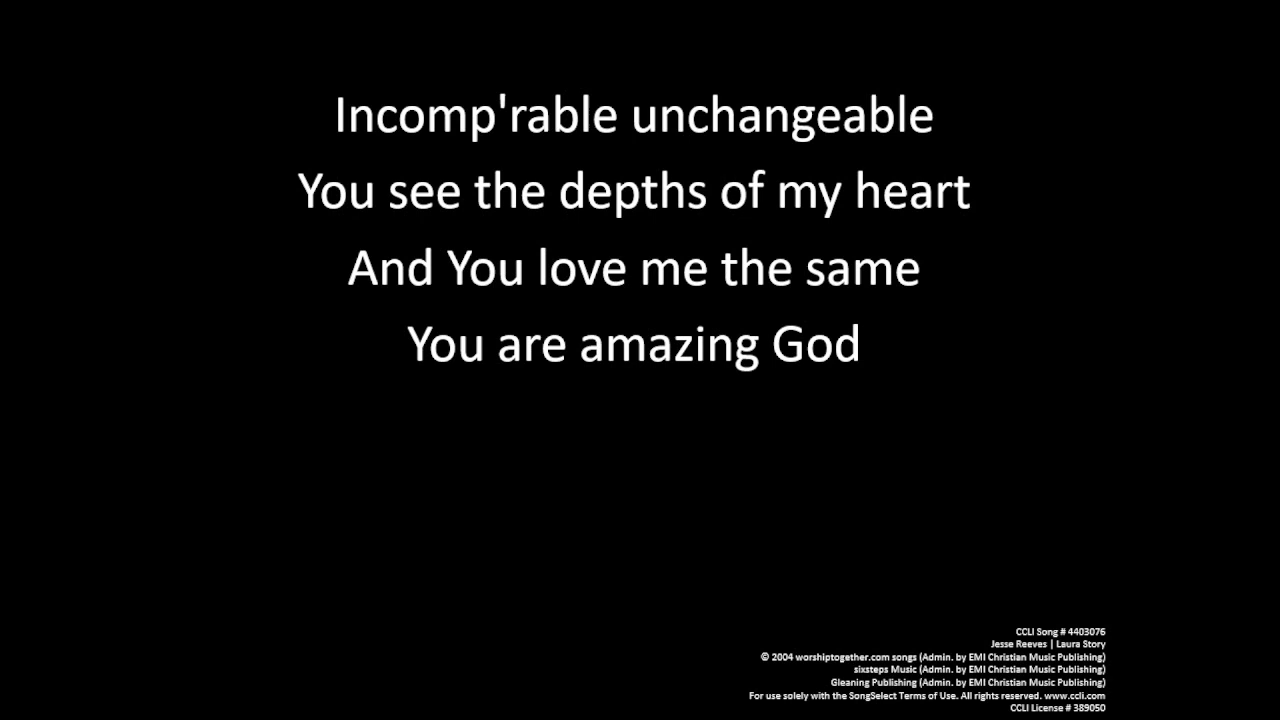 Incomp'rable unchangeable
You see the depths of my heart
And You love me the same
You are amazing God
CCLI Song # 4403076
Jesse Reeves | Laura Story
© 2004 worshiptogether.com songs (Admin. by EMI Christian Music Publishing)
sixsteps Music (Admin. by EMI Christian Music Publishing)
Gleaning Publishing (Admin. by EMI Christian Music Publishing)
For use solely with the SongSelect Terms of Use. All rights reserved. www.ccli.com
CCLI License # 389050